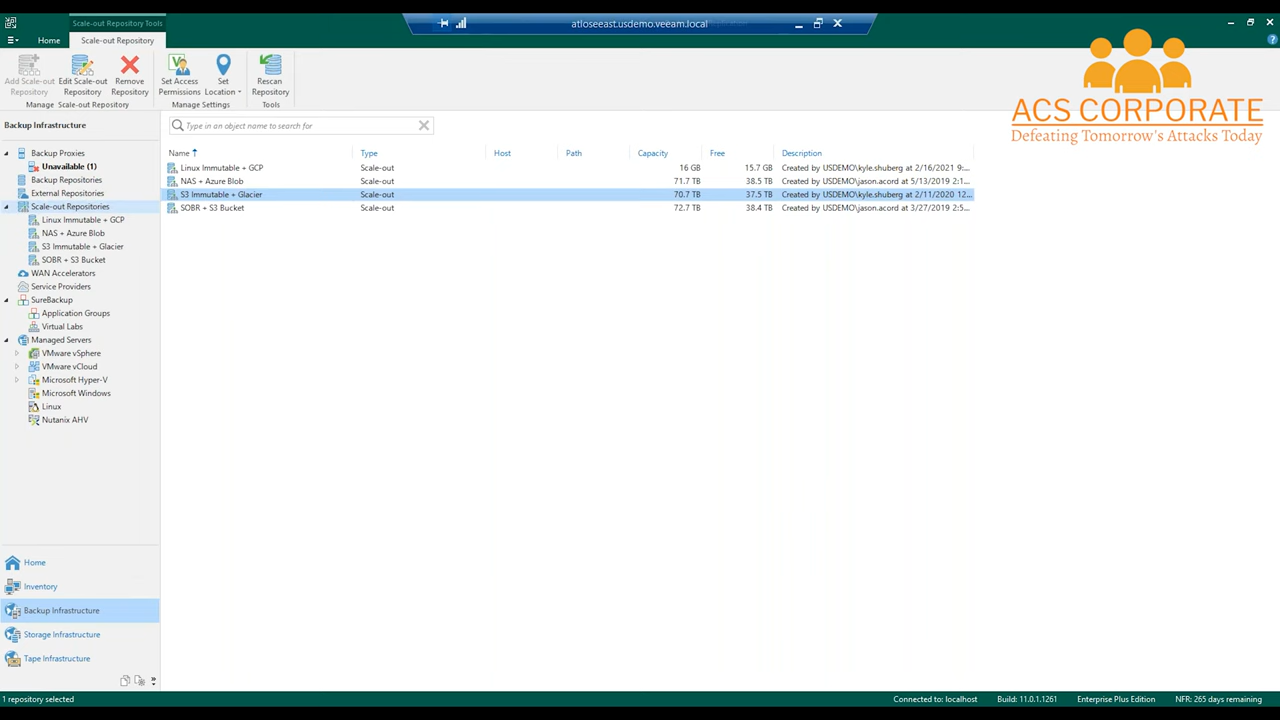 Scale-out Repository Tools
atloseeast.usdemo.veeam.local
Home
Scale-out Repository
Add Scale-out
Repository
Edit Scale-out
Repository
Remove
Repository
Set Access
Permissions
Set
Location
Rescan
Repository
Manage Scale-out Repository
Manage Settings
Tools
ACS CORPORATE
Defeating Tomorrow's Attacks Today
Backup Infrastructure
Type in an object name to search for
Backup Proxies
Unavailable (1)
Backup Repositories
External Repositories
Scale-out Repositories
Linux Immutable + GCP
NAS + Azure Blob
S3 Immutable + Glacier
SOBR + S3 Bucket
WAN Accelerators
Service Providers
SureBackup
Application Groups
Virtual Labs
Managed Servers
VMware vSphere
VMware vCloud
Microsoft Hyper-V
Microsoft Windows
Linux
Nutanix AHV
Name Type Host Path Capacity Free Description
Linux Immutable + GCP Scale-out 16 GB 15.7 GB Created by USDEMO\kyle.shuberg at 2/16/2021 9:...
NAS + Azure Blob Scale-out 71.7 TB 38.5 TB Created by USDEMO\jason.acord at 5/13/2019 2:1...
S3 Immutable + Glacier Scale-out 70.7 TB 37.5 TB Created by USDEMO\kyle.shuberg at 2/11/2020 12...
SOBR + S3 Bucket Scale-out 72.7 TB 38.4 TB Created by USDEMO\jason.acord at 3/27/2019 2:5...
Home
Inventory
Backup Infrastructure
Storage Infrastructure
Tape Infrastructure
1 repository selected
Connected to: localhost
Build: 11.0.1.1261
Enterprise Plus Edition
NFR: 265 days remaining